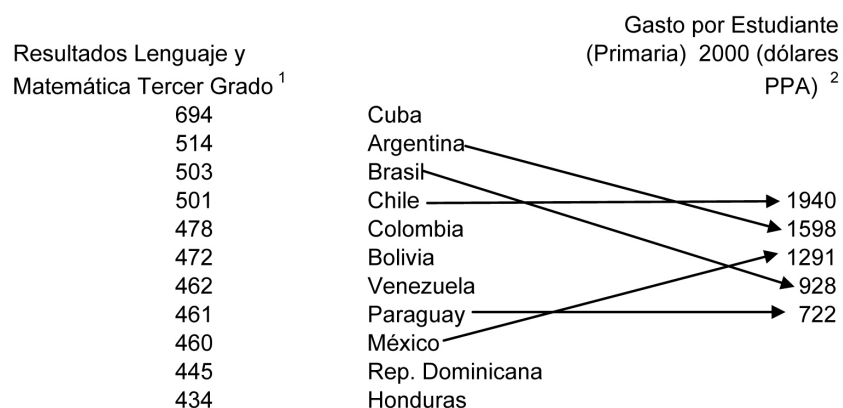 Gasto por Estudiante
Resultados Lenguaje y (Primaria) 2000 (dólares
Matemática Tercer Grado 1 PPA) 2
694 Cuba
514 Argentina
503 Brasil
501 Chile 1940
478 Colombia 1598
472 Bolivia 1291
462 Venezuela 928
461 Paraguay 722
460 México
445 Rep. Dominicana
434 Honduras